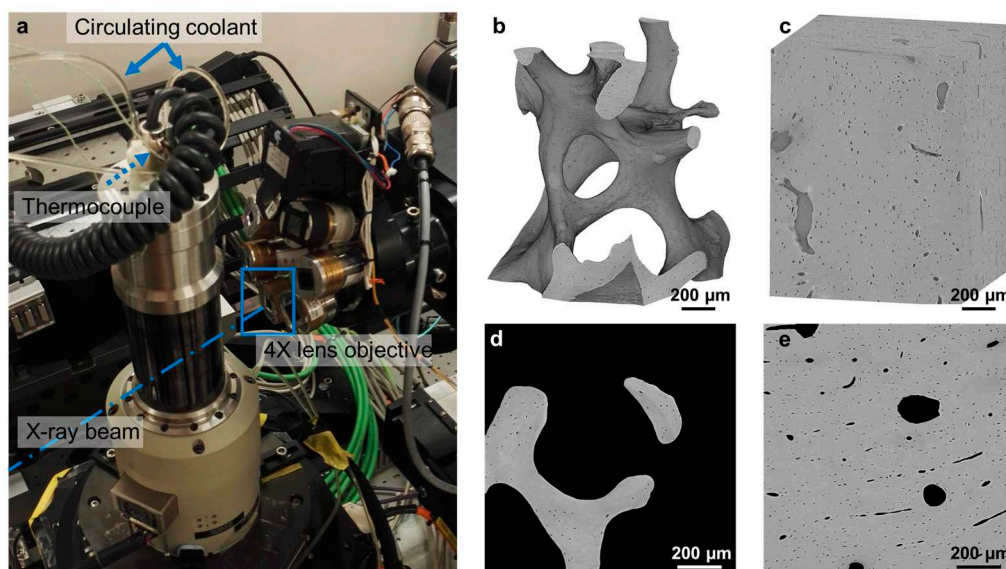 a
Circulating coolant
Thermocouple
4X lens objective
X-ray beam
b
200 µm
c
200 µm
d
200 µm
e
200 µm